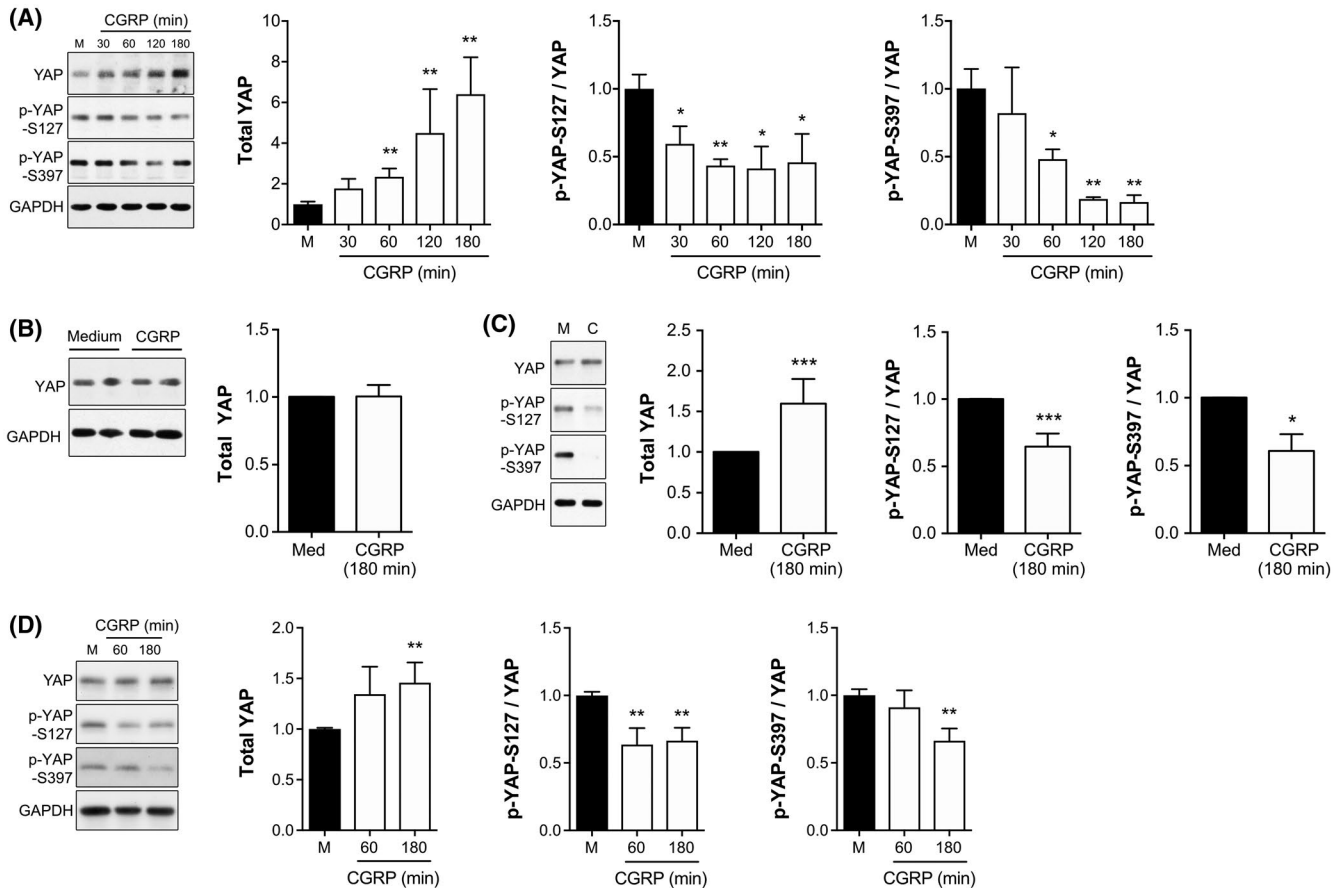 (A)
CGRP (min)
M 30 60 120 180
YAP
p-YAP
-S127
p-YAP
-S397
GAPDH
Total YAP
10
8
6
4
2
0
** ** **
M 30 60 120 180
CGRP (min)
p-YAP-S127 / YAP
1.5
1.0
0.5
0.0
* ** * *
M 30 60 120 180
CGRP (min)
p-YAP-S397 / YAP
1.5
1.0
0.5
0.0
* ** **
M 30 60 120 180
CGRP (min)
(B)
Medium CGRP
YAP
GAPDH
Total YAP
1.5
1.0
0.5
0.0
Med CGRP
(180 min)
(C)
M C
YAP
p-YAP
-S127
p-YAP
-S397
GAPDH
Total YAP
2.5
2.0
1.5
1.0
0.5
0.0
***
Med CGRP
(180 min)
p-YAP-S127 / YAP
1.5
1.0
0.5
0.0
***
Med CGRP
(180 min)
p-YAP-S397 / YAP
1.5
1.0
0.5
0.0
*
Med CGRP
(180 min)
(D)
CGRP (min)
M 60 180
YAP
p-YAP
-S127
p-YAP
-S397
GAPDH
Total YAP
2.0
1.5
1.0
0.5
0.0
**
M 60 180
CGRP (min)
p-YAP-S127 / YAP
1.5
1.0
0.5
0.0
** **
M 60 180
CGRP (min)
p-YAP-S397 / YAP
1.5
1.0
0.5
0.0
**
M 60 180
CGRP (min)